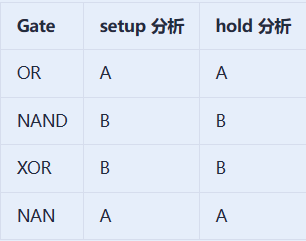 Gate setup 分析 hold 分析
OR A A
NAND B B
XOR B B
NAN A A